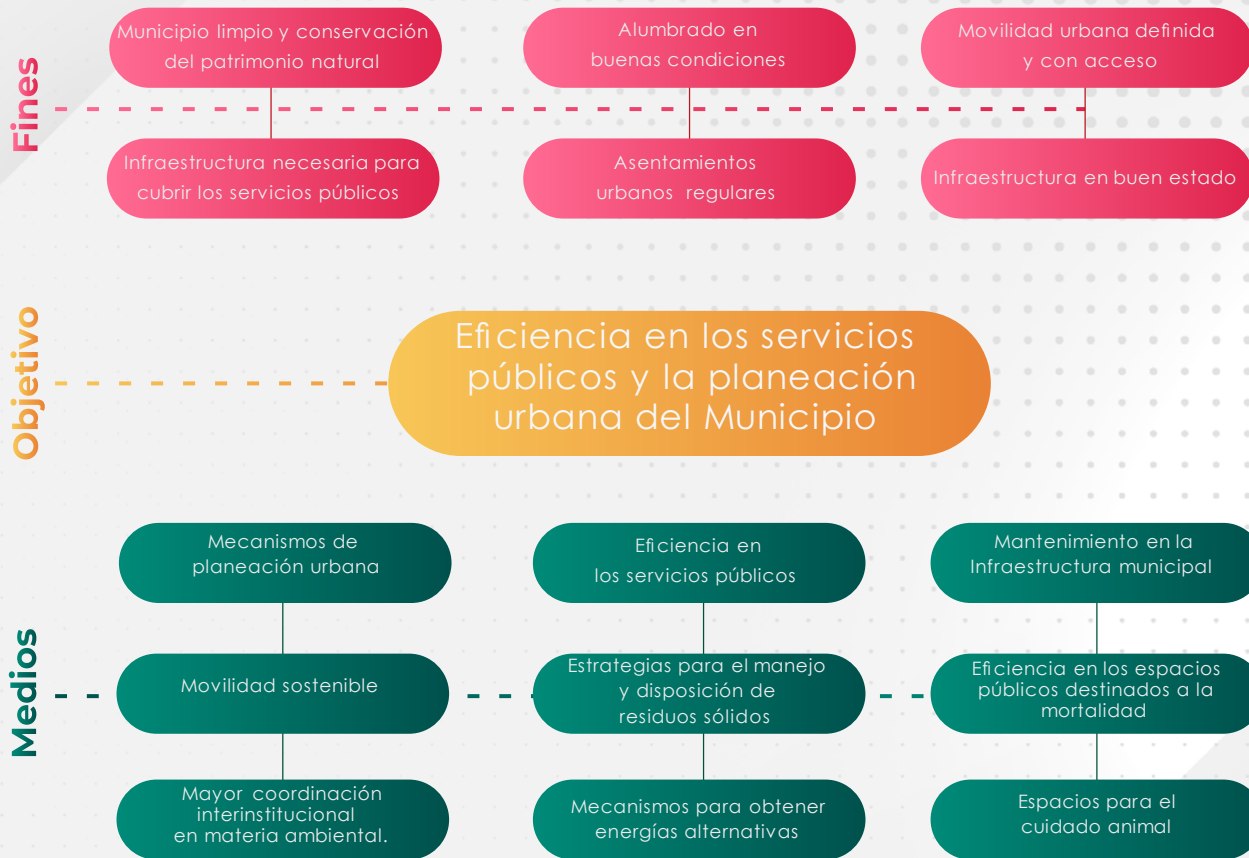 Fines
Municipio limpio y conservación
del patrimonio natural
Alumbrado en
buenas condiciones
Movilidad urbana definida
y con acceso
Infraestructura necesaria para
cubrir los servicios públicos
Asentamientos
urbanos regulares
Infraestructura en buen estado
Objetivo
Eficiencia en los servicios
públicos y la planeación
urbana del Municipio
Medios
Mecanismos de
planeación urbana
Eficiencia en
los servicios públicos
Mantenimiento en la
Infraestructura municipal
Movilidad sostenible
Estrategias para el manejo
y disposición de
residuos sólidos
Eficiencia en los espacios
públicos destinados a la
mortalidad
Mayor coordinación
interinstitucional
en materia ambiental.
Mecanismos para obtener
energías alternativas
Espacios para el
cuidado animal